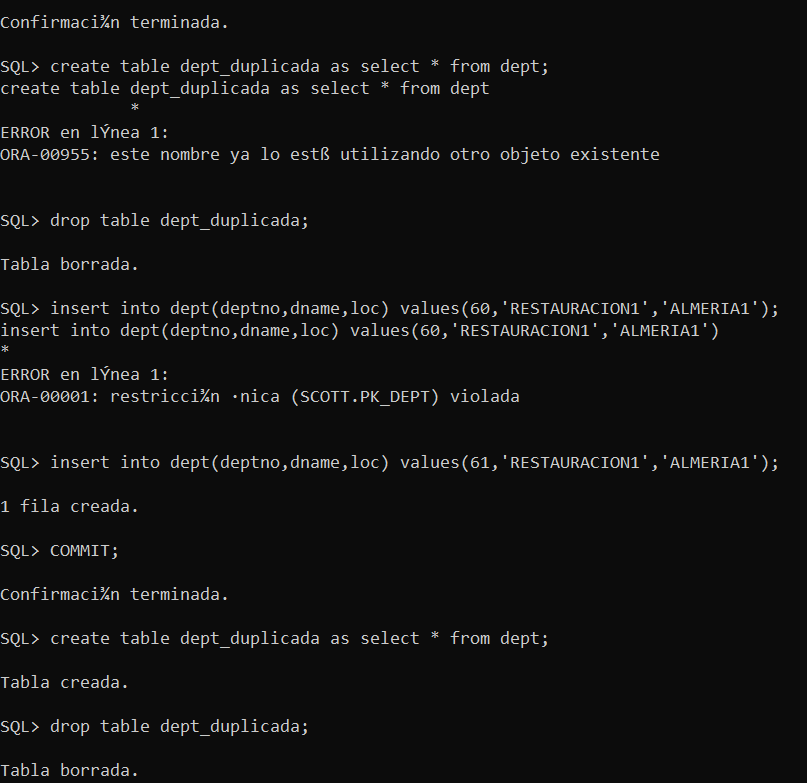 Confirmaci¾n terminada.
SQL> create table dept_duplicada as select * from dept;
create table dept_duplicada as select * from dept
*
ERROR en lÝnea 1:
ORA-00955: este nombre ya lo estß utilizando otro objeto existente
SQL> drop table dept_duplicada;
Tabla borrada.
SQL> insert into dept(deptno,dname,loc) values(60,'RESTAURACION1','ALMERIA1');
insert into dept(deptno,dname,loc) values(60,'RESTAURACION1','ALMERIA1')
*
ERROR en lÝnea 1:
ORA-00001: restricci¾n ·nica (SCOTT.PK_DEPT) violada
SQL> insert into dept(deptno,dname,loc) values(61,'RESTAURACION1','ALMERIA1');
1 fila creada.
SQL> COMMIT;
Confirmaci¾n terminada.
SQL> create table dept_duplicada as select * from dept;
Tabla creada.
SQL> drop table dept_duplicada;
Tabla borrada.